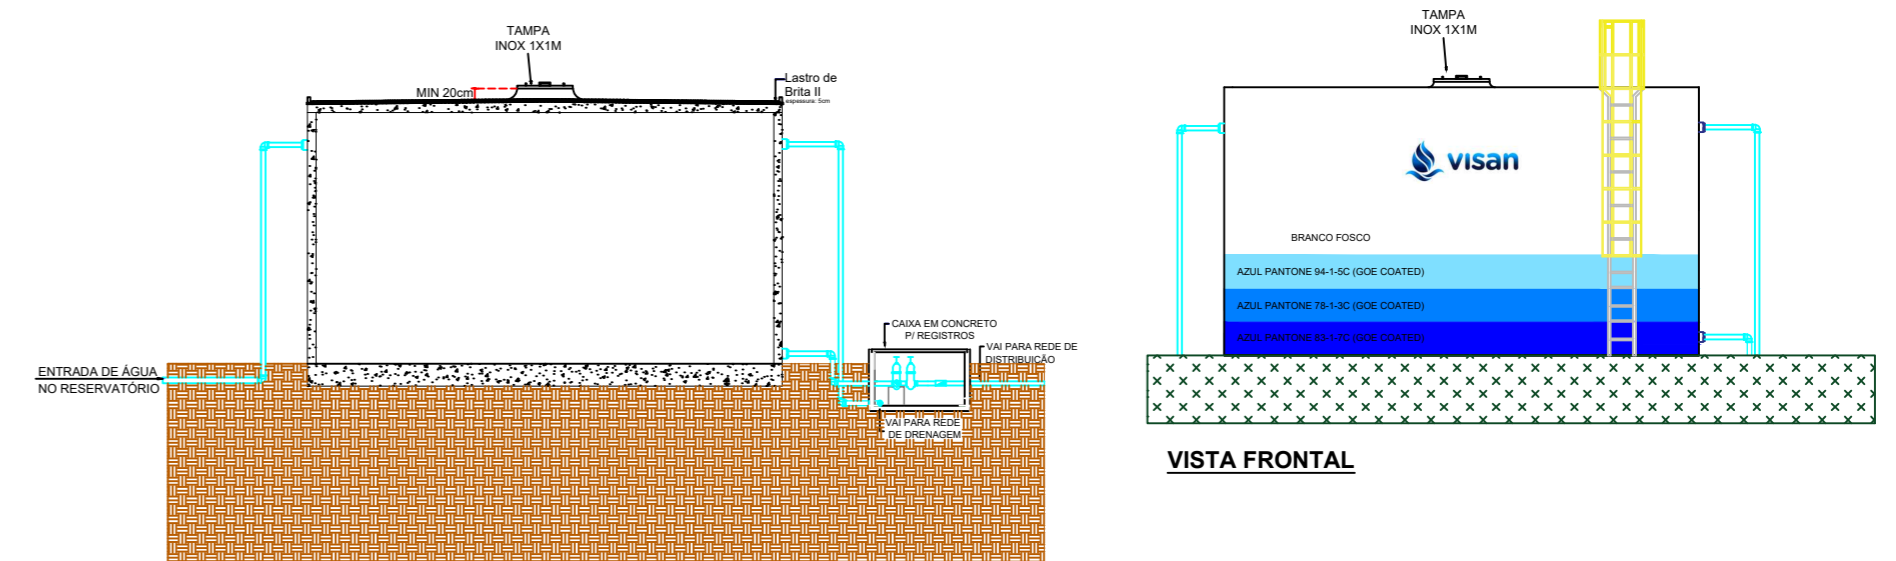 TAMPA
INOX 1X1M
MIN 20cm
Lastro de
Brita II
espessura: 5cm
ENTRADA DE ÁGUA
NO RESERVATÓRIO
CAIXA EM CONCRETO
P/ REGISTROS
VAI PARA REDE DE
DISTRIBUIÇÃO
VAI PARA REDE
DE DRENAGEM
TAMPA
INOX 1X1M
visan
BRANCO FOSCO
AZUL PANTONE 94-1-5C (GOE COATED)
AZUL PANTONE 78-1-3C (GOE COATED)
AZUL PANTONE 83-1-7C (GOE COATED)
VISTA FRONTAL